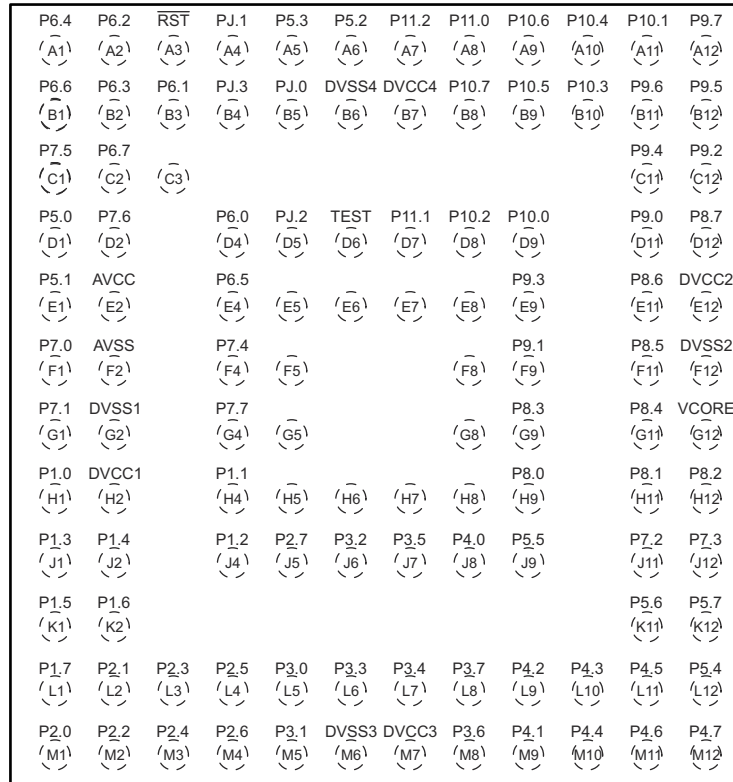 P6.4 P6.2 RST PJ.1 P5.3 P5.2 P11.2 P11.0 P10.6 P10.4 P10.1 P9.7
A1 A2 A3 A4 A5 A6 A7 A8 A9 A10 A11 A12
P6.6 P6.3 P6.1 PJ.3 PJ.0 DVSS4 DVCC4 P10.7 P10.5 P10.3 P9.6 P9.5
B1 B2 B3 B4 B5 B6 B7 B8 B9 B10 B11 B12
P7.5 P6.7 P9.4 P9.2
C1 C2 C3 C11 C12
P5.0 P7.6 P6.0 PJ.2 TEST P11.1 P10.2 P10.0 P9.0 P8.7
D1 D2 D4 D5 D6 D7 D8 D9 D11 D12
P5.1 AVCC P6.5 P9.3 P8.6 DVCC2
E1 E2 E4 E5 E6 E7 E8 E9 E11 E12
P7.0 AVSS P7.4 P9.1 P8.5 DVSS2
F1 F2 F4 F5 F8 F9 F11 F12
P7.1 DVSS1 P7.7 P8.3 P8.4 VCORE
G1 G2 G4 G5 G8 G9 G11 G12
P1.0 DVCC1 P1.1 P8.0 P8.1 P8.2
H1 H2 H4 H5 H6 H7 H8 H9 H11 H12
P1.3 P1.4 P1.2 P2.7 P3.2 P3.5 P4.0 P5.5 P7.2 P7.3
J1 J2 J4 J5 J6 J7 J8 J9 J11 J12
P1.5 P1.6 P5.6 P5.7
K1 K2 K11 K12
P1.7 P2.1 P2.3 P2.5 P3.0 P3.3 P3.4 P3.7 P4.2 P4.3 P4.5 P5.4
L1 L2 L3 L4 L5 L6 L7 L8 L9 L10 L11 L12
P2.0 P2.2 P2.4 P2.6 P3.1 DVSS3 DVCC3 P3.6 P4.1 P4.4 P4.6 P4.7
M1 M2 M3 M4 M5 M6 M7 M8 M9 M10 M11 M12